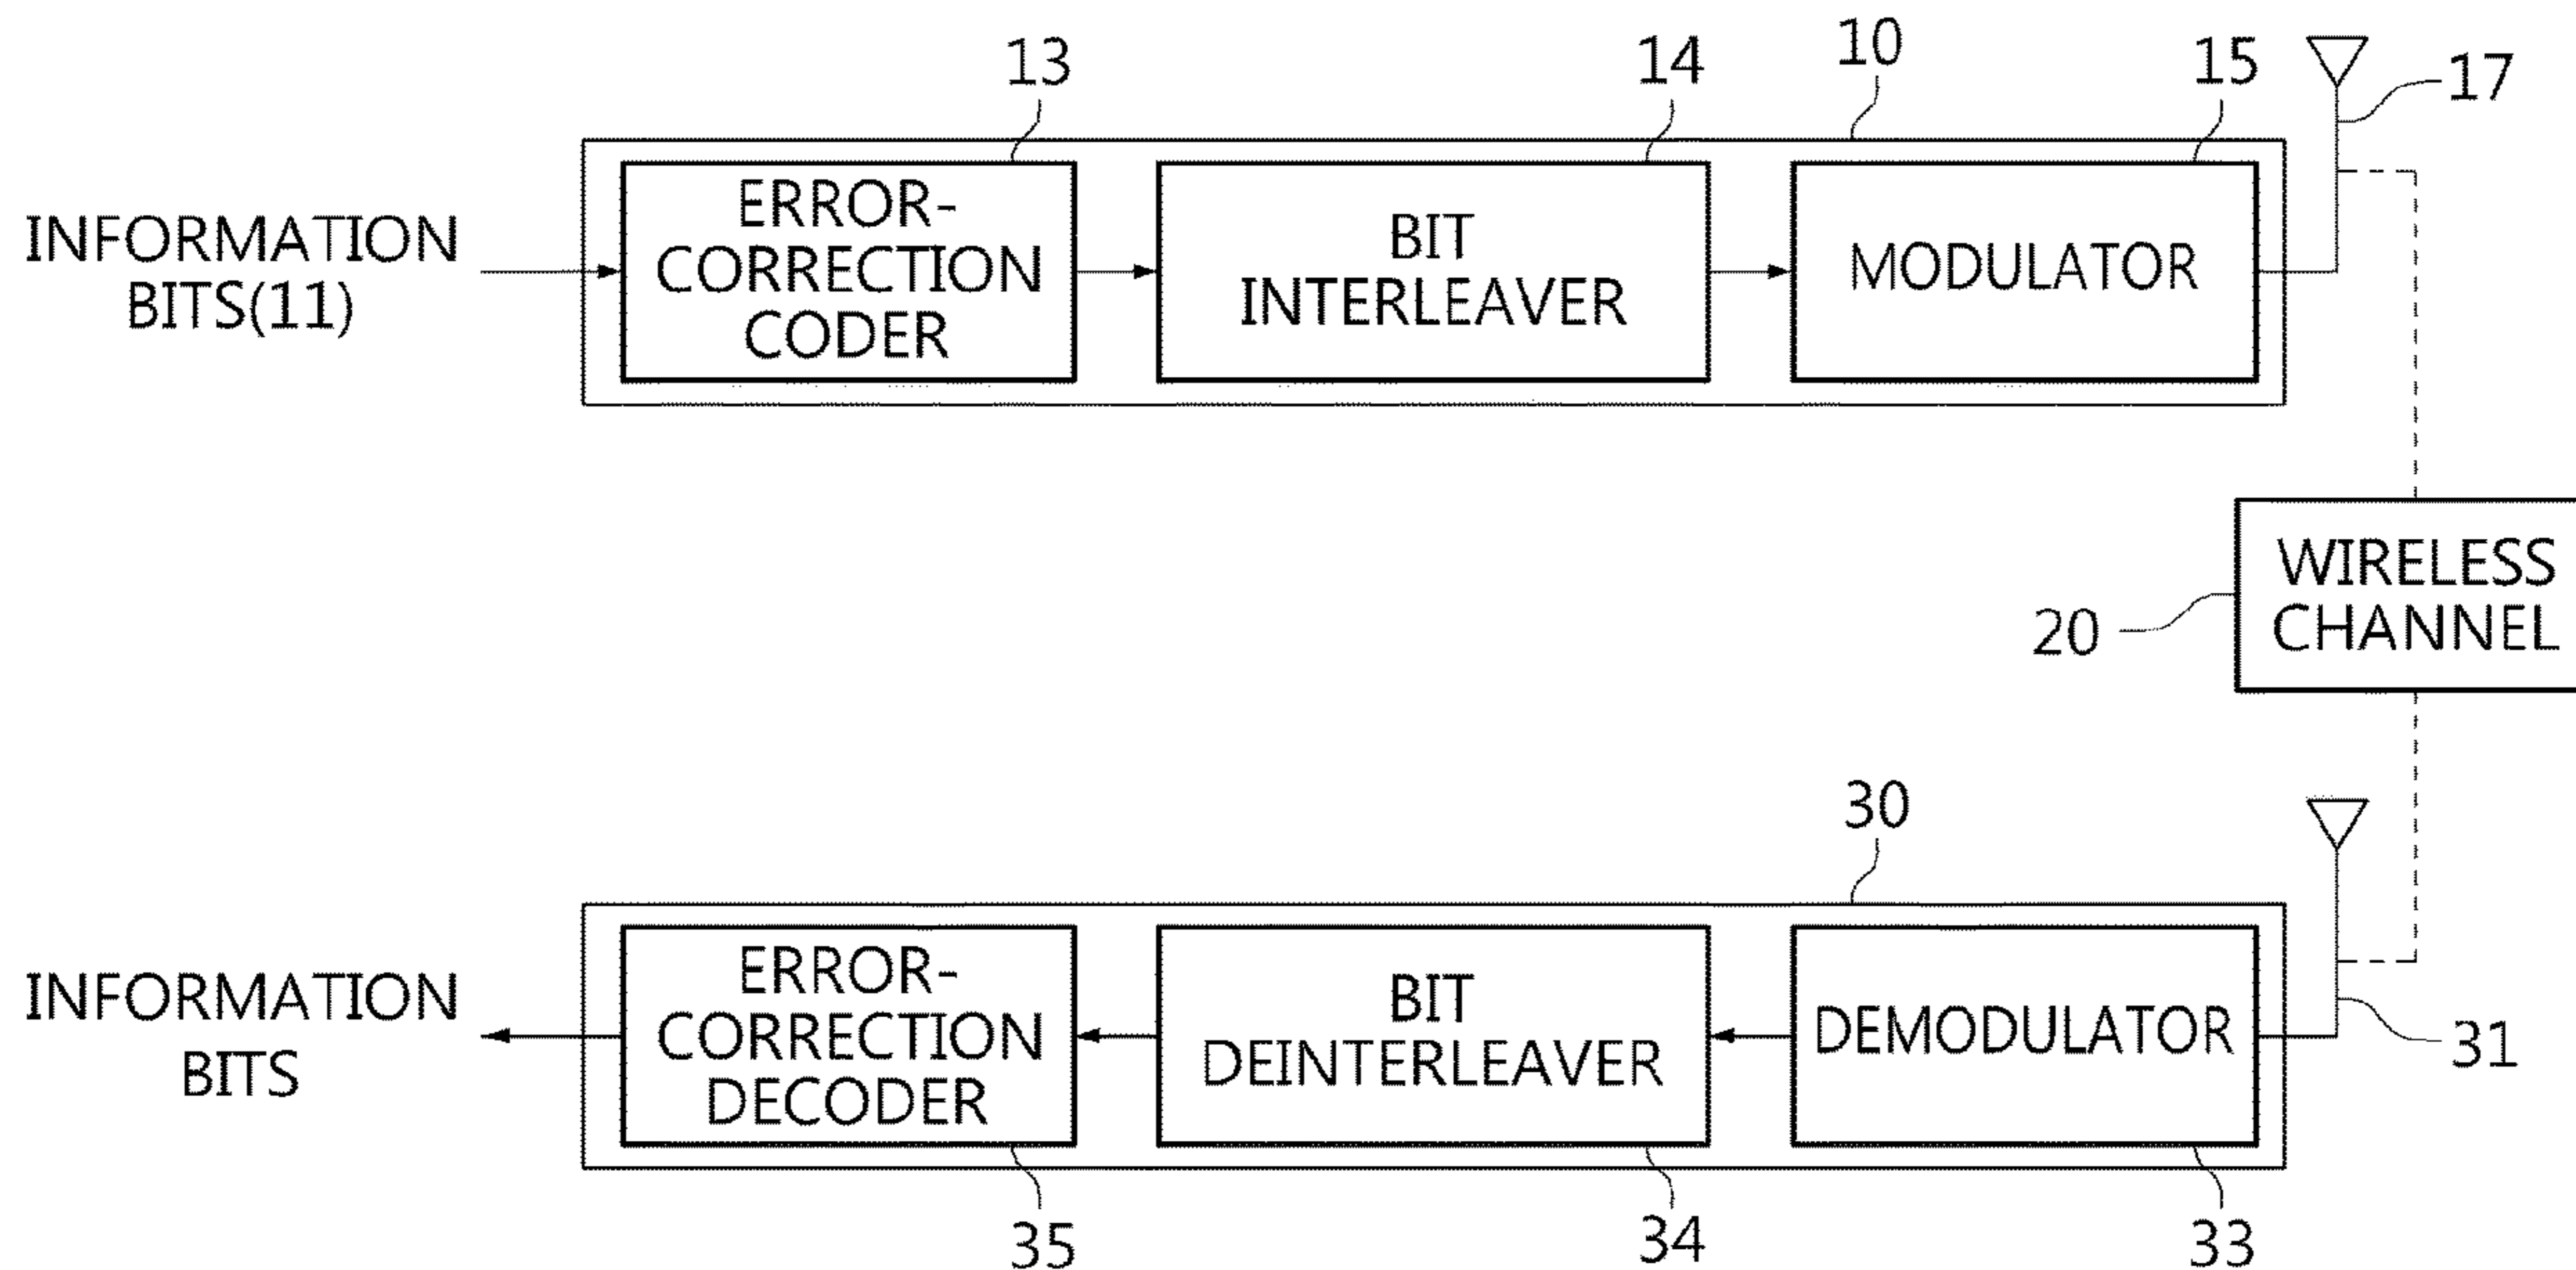 13
14
10
15
17
INFORMATION
BITS(11)
ERROR-
CORRECTION
CODER
BIT
INTERLEAVER
MODULATOR
WIRELESS
CHANNEL
20
30
INFORMATION
BITS
ERROR-
CORRECTION
DECODER
BIT
DEINTERLEAVER
DEMODULATOR
31
35
34
33